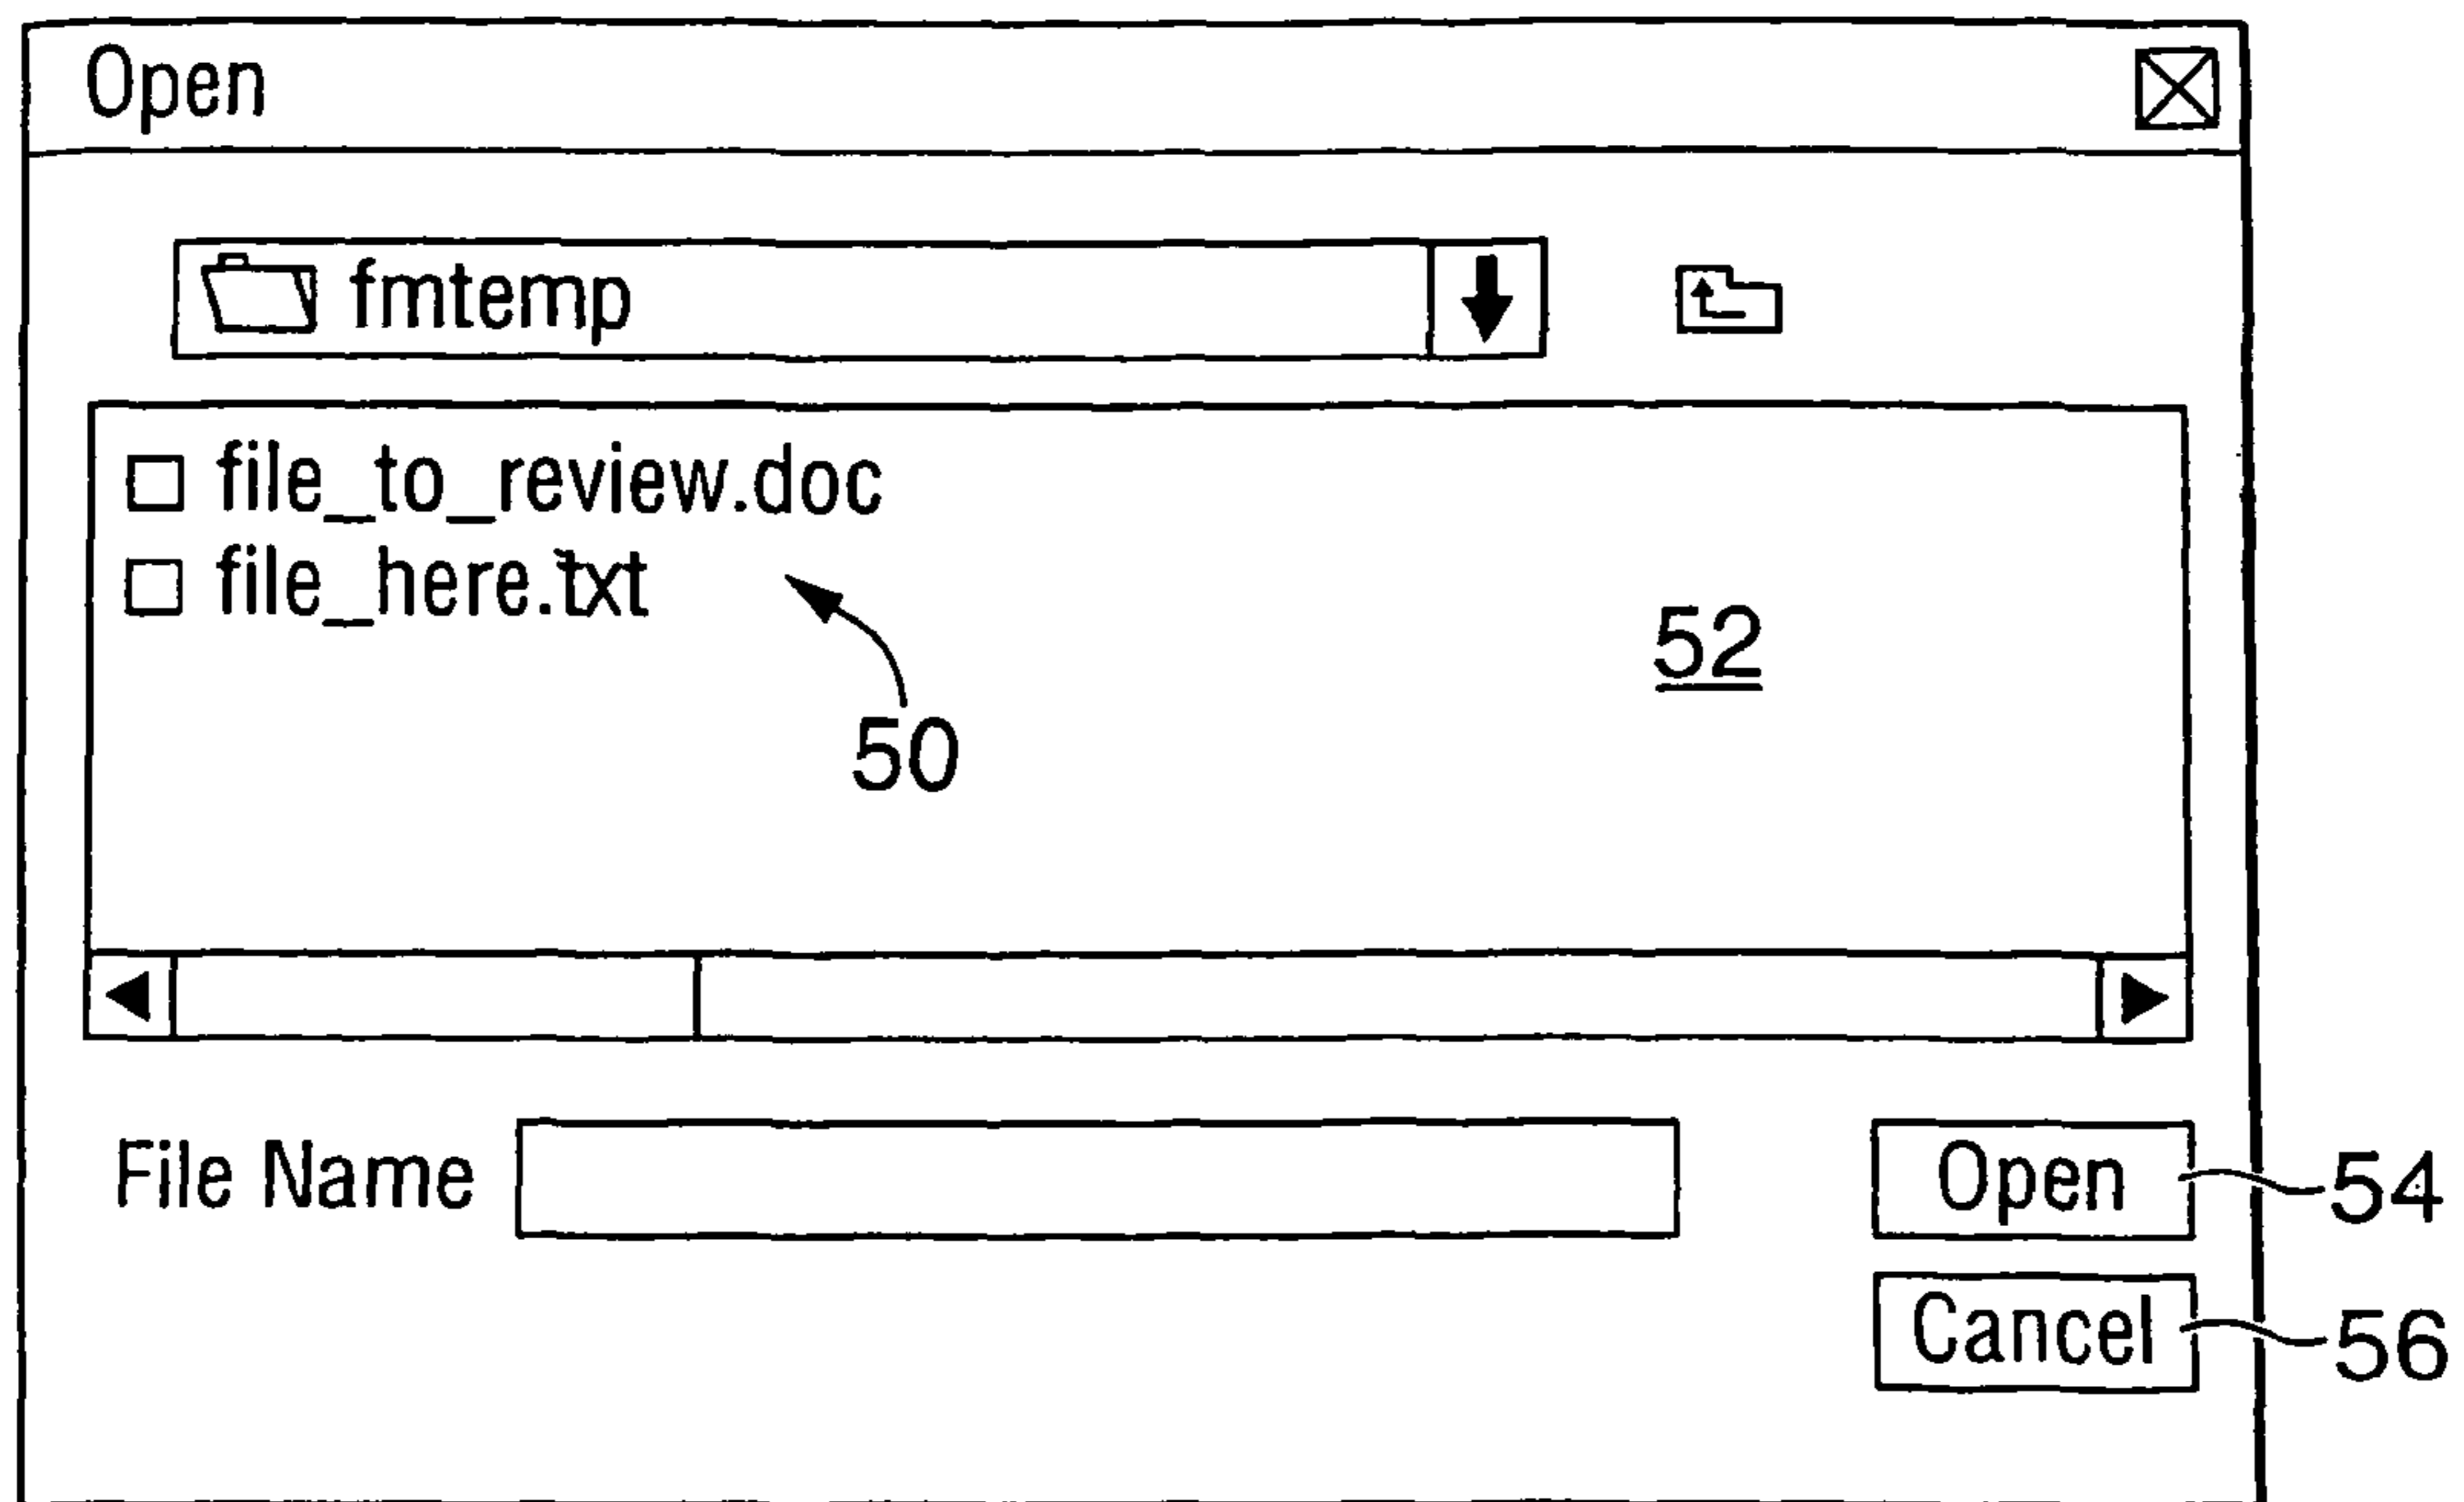 Open
fmtemp
file_to_review.doc
file_here.txt
52
50
File Name
Open
54
Cancel
56